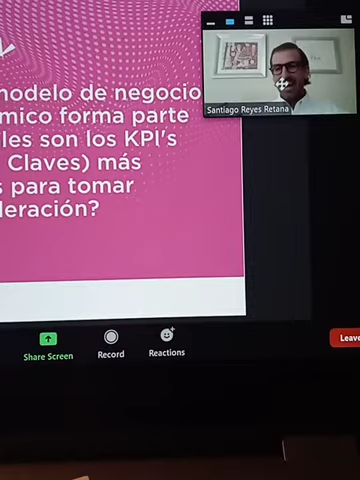 modelo de negocio
mico forma parte
les son los KPI's
Claves) más
s para tomar
deración?
Santiago Reyes Retana
Share Screen
Record
Reactions
Leave